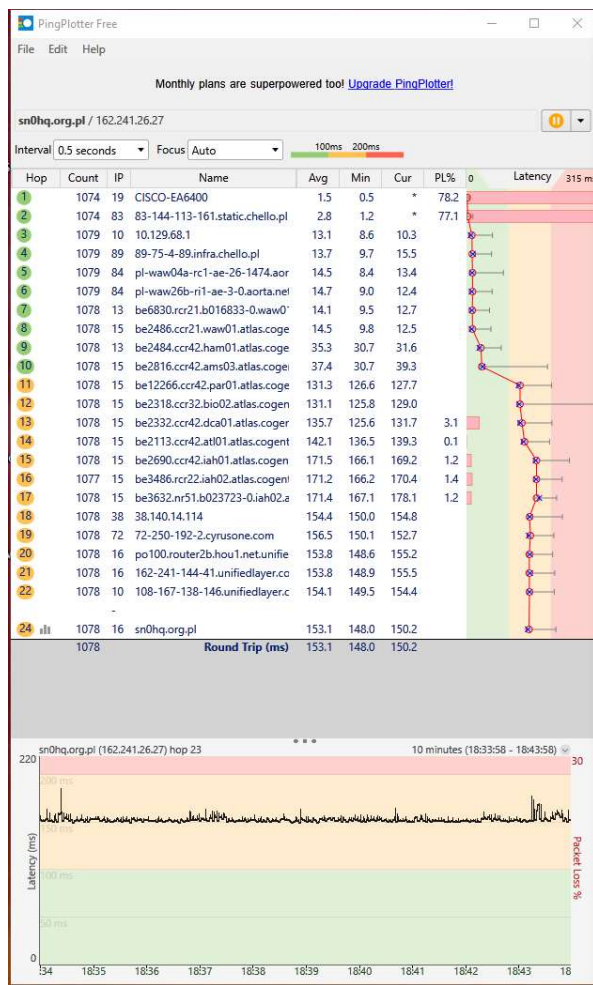 PingPlotter Free
File Edit Help
Monthly plans are superpowered too! Upgrade PingPlotter!
sn0hq.org.pl / 162.241.26.27
Interval 0.5 seconds Focus Auto 100ms 200ms
Hop Count IP Name Avg Min Cur PL% 0 Latency 315 ms
1 1074 19 CISCO-EA6400 1.5 0.5 * 78.2
2 1074 83 83-144-113-161.static.chello.pl 2.8 1.2 * 77.1
3 1079 10 10.129.68.1 13.1 8.6 10.3
4 1079 89 89-75-4-89.infra.chello.pl 13.7 9.7 15.5
5 1079 84 pl-waw04a-rc1-ae-26-1474.aor 14.5 8.4 13.4
6 1079 84 pl-waw26b-ri1-ae-3-0.aorta.net 14.7 9.0 12.4
7 1078 13 be6830.rcr21.b016833-0.waw0 14.1 9.5 12.7
8 1078 15 be2486.rcr21.waw01.atlas.coge 14.5 9.8 12.5
9 1078 13 be2484.ccr42.ham01.atlas.coge 35.3 30.7 31.6
10 1078 15 be2816.ccr42.ams03.atlas.coge 37.4 30.7 39.3
11 1078 15 be12266.ccr42.par01.atlas.coge 131.3 126.6 127.7
12 1078 15 be2318.ccr32.bio02.atlas.cogen 131.1 125.8 129.0
13 1078 15 be2332.ccr42.dca01.atlas.coger 135.7 125.6 131.7 3.1
14 1078 15 be2113.ccr42.atl01.atlas.cogent 142.1 136.5 139.3 0.1
15 1078 15 be2690.ccr42.iah01.atlas.cogen 171.5 166.1 169.2 1.2
16 1077 15 be3486.rcr22.iah02.atlas.cogent 171.2 166.2 170.4 1.4
17 1078 15 be3632.nr51.b023723-0.iah02.a 171.4 167.1 178.1 1.2
18 1078 38 38.140.14.114 154.4 150.0 154.8
19 1078 72 72-250-192-2.cyrusone.com 156.5 150.1 152.7
20 1078 16 po100.router2b.hou1.net.unifie 153.8 148.6 155.2
21 1078 16 162-241-144-41.unifiedlayer.co 153.8 148.9 155.5
22 1078 10 108-167-138-146.unifiedlayer.c 154.1 149.5 154.4
-
24 1078 16 sn0hq.org.pl 153.1 148.0 150.2
1078 Round Trip (ms) 153.1 148.0 150.2
sn0hq.org.pl (162.241.26.27) hop 23 10 minutes (18:33:58 - 18:43:58)
220 30
200 ms
150 ms
100 ms
50 ms
0
Latency (ms)
Packet Loss %
:34 18:35 18:36 18:37 18:38 18:39 18:40 18:41 18:42 18:43 18